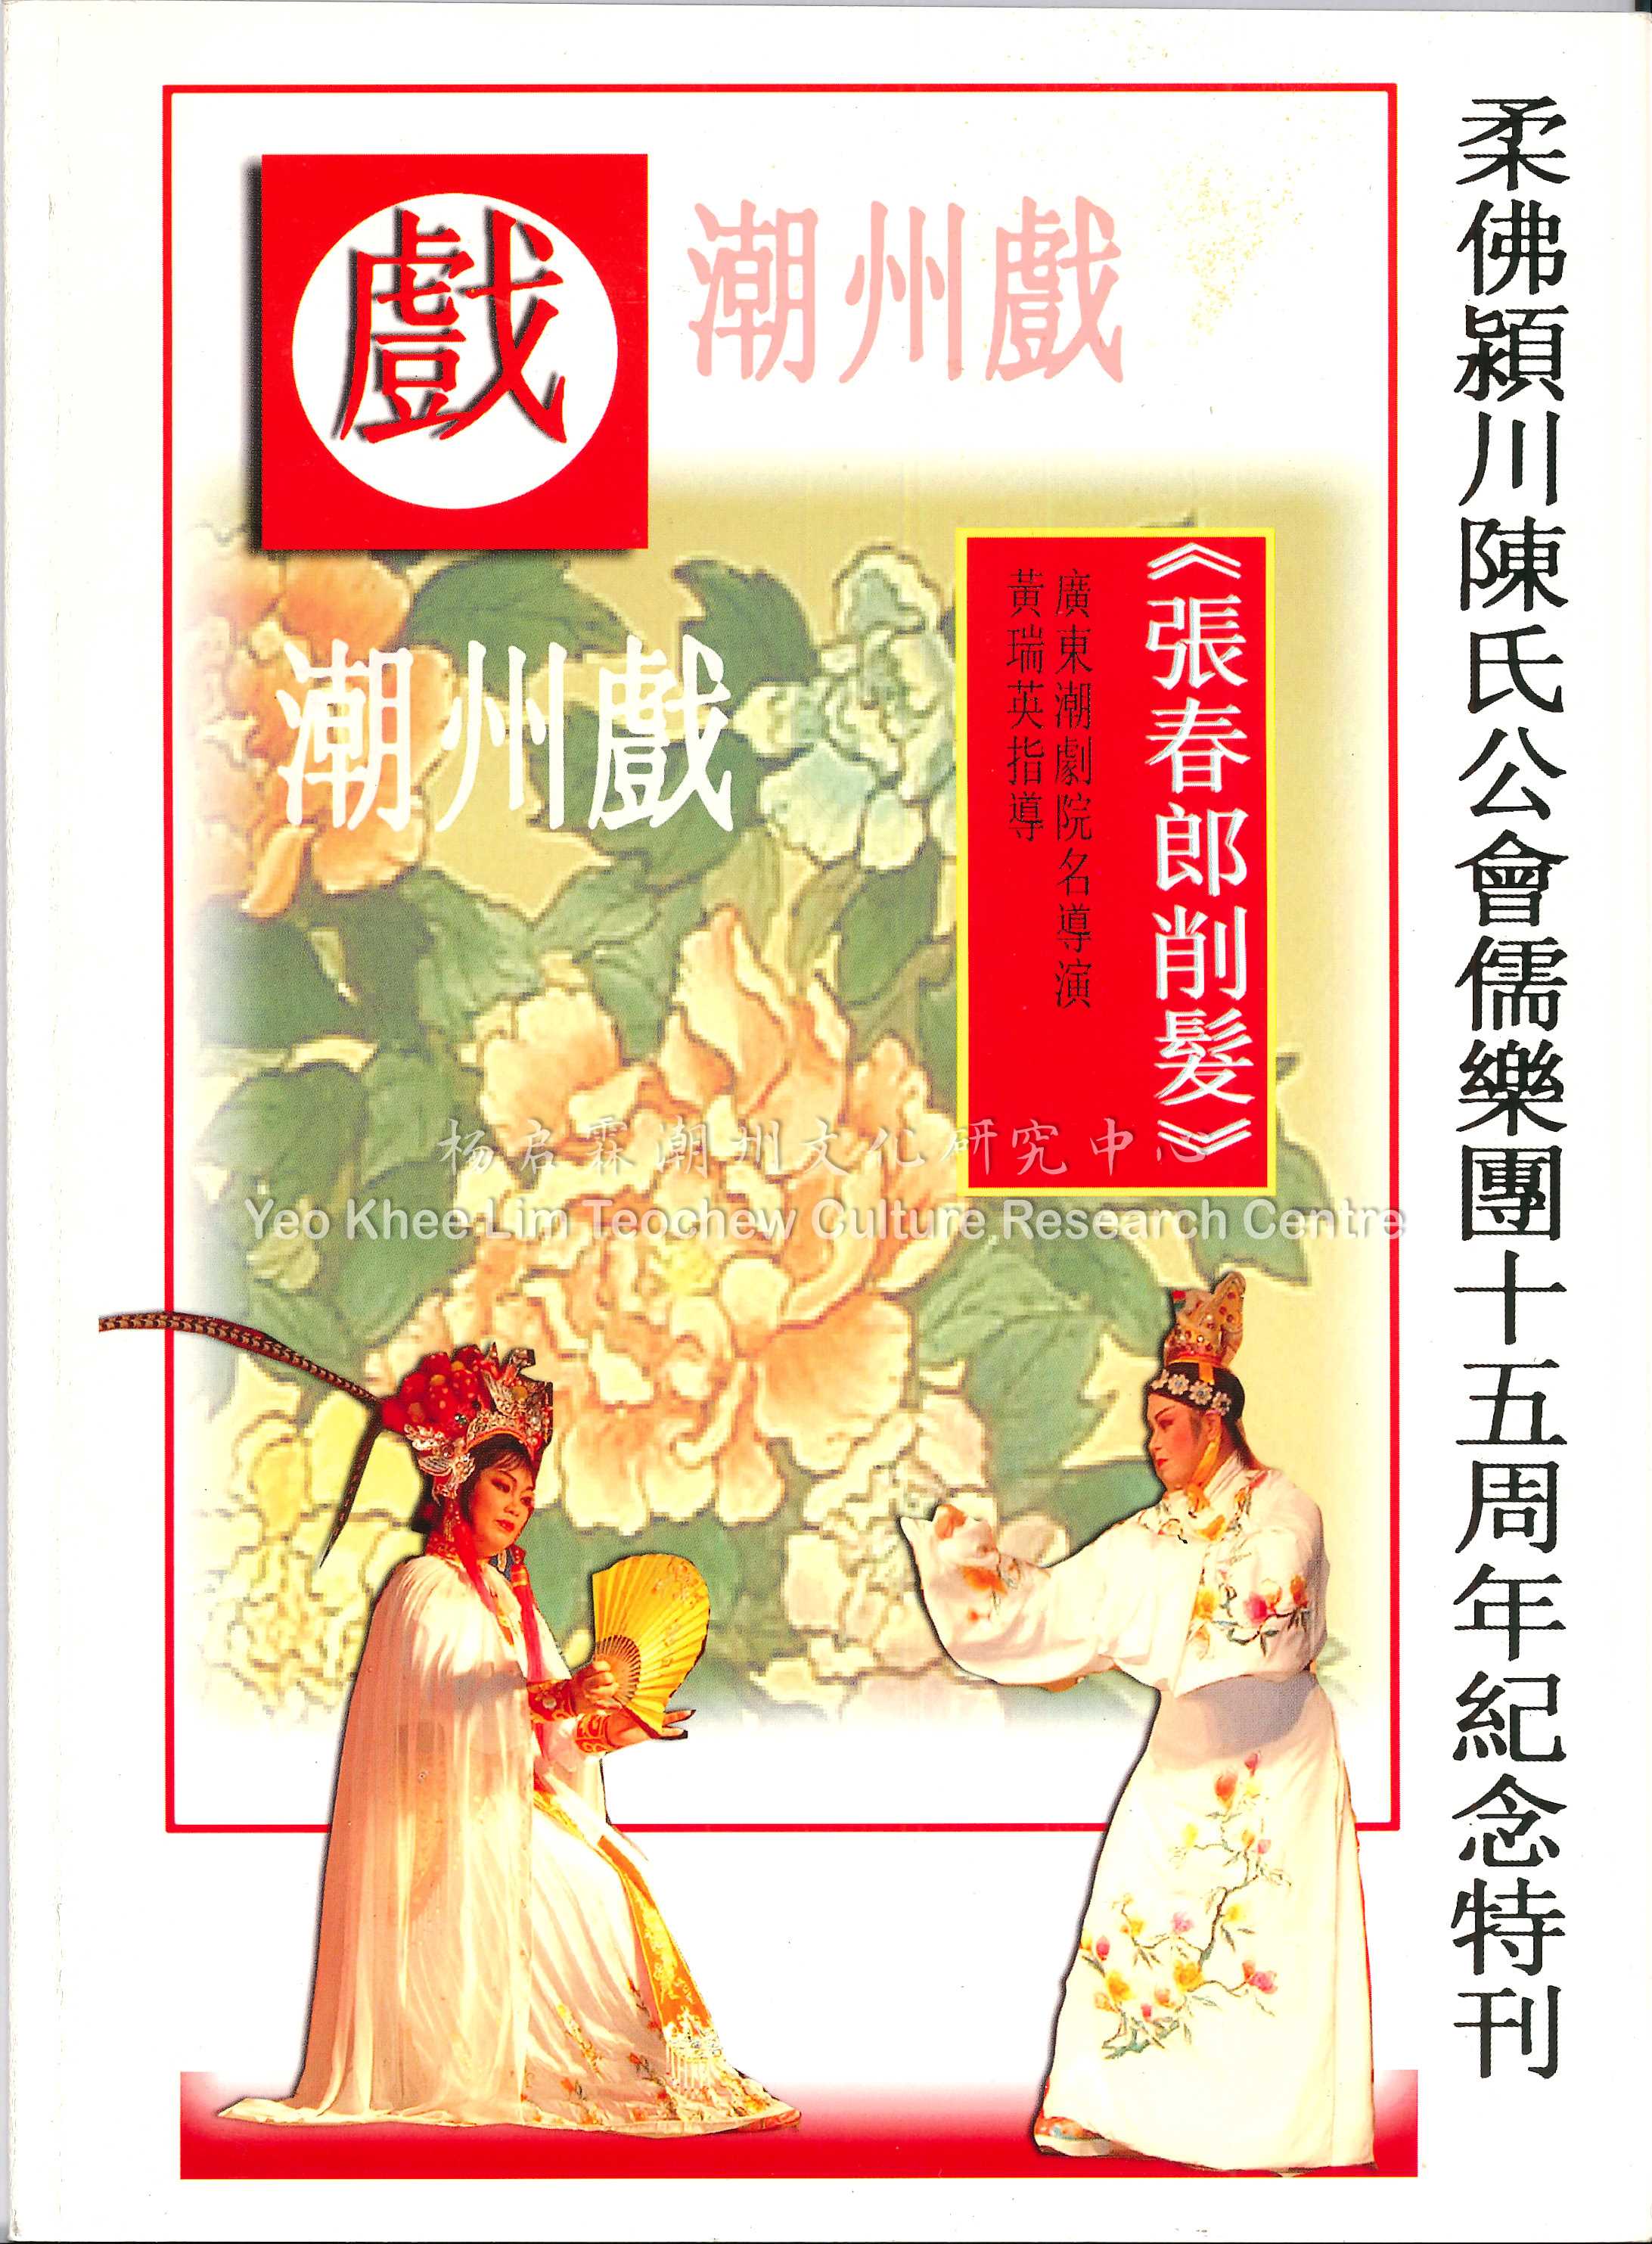 柔佛潁川陳氏公會儒樂團十五周年紀念特刊
戲
潮州戲
潮州戲
《張春郎削髮》
廣東潮劇院名導演
黃瑞英指導
杨启霖潮州文化研究中心
Yeo Khee Lim Teochew Culture Research Centre